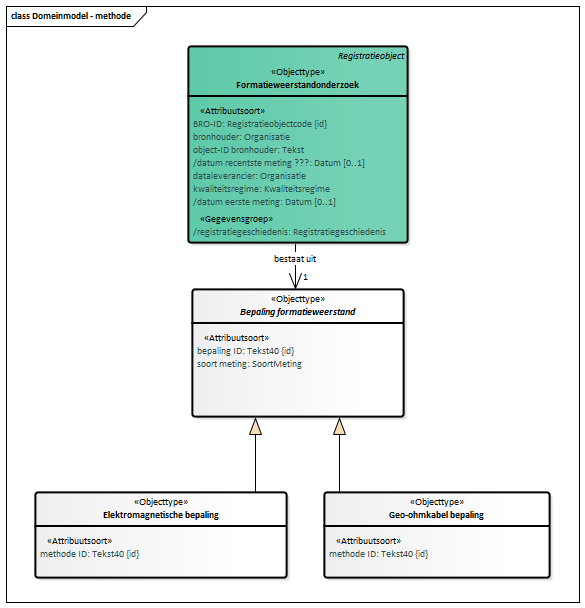 class Domeinmodel - methode
Registratieobject
«Objecttype»
Formatieweerstandonderzoek
«Attribuutsoort»
BRO-ID: Registratieobjectcode {id}
bronhouder: Organisatie
object-ID bronhouder: Tekst
/datum recentste meting ???: Datum [0..1]
dataleverancier: Organisatie
kwaliteitsregime: Kwaliteitsregime
/datum eerste meting: Datum [0..1]
«Gegevensgroep»
/registratiegeschiedenis: Registratiegeschiedenis
bestaat uit
1
«Objecttype»
Bepaling formatieweerstand
«Attribuutsoort»
bepaling ID: Tekst40 {id}
soort meting: SoortMeting
«Objecttype»
Elektromagnetische bepaling
«Attribuutsoort»
methode ID: Tekst40 {id}
«Objecttype»
Geo-ohmkabel bepaling
«Attribuutsoort»
methode ID: Tekst40 {id}